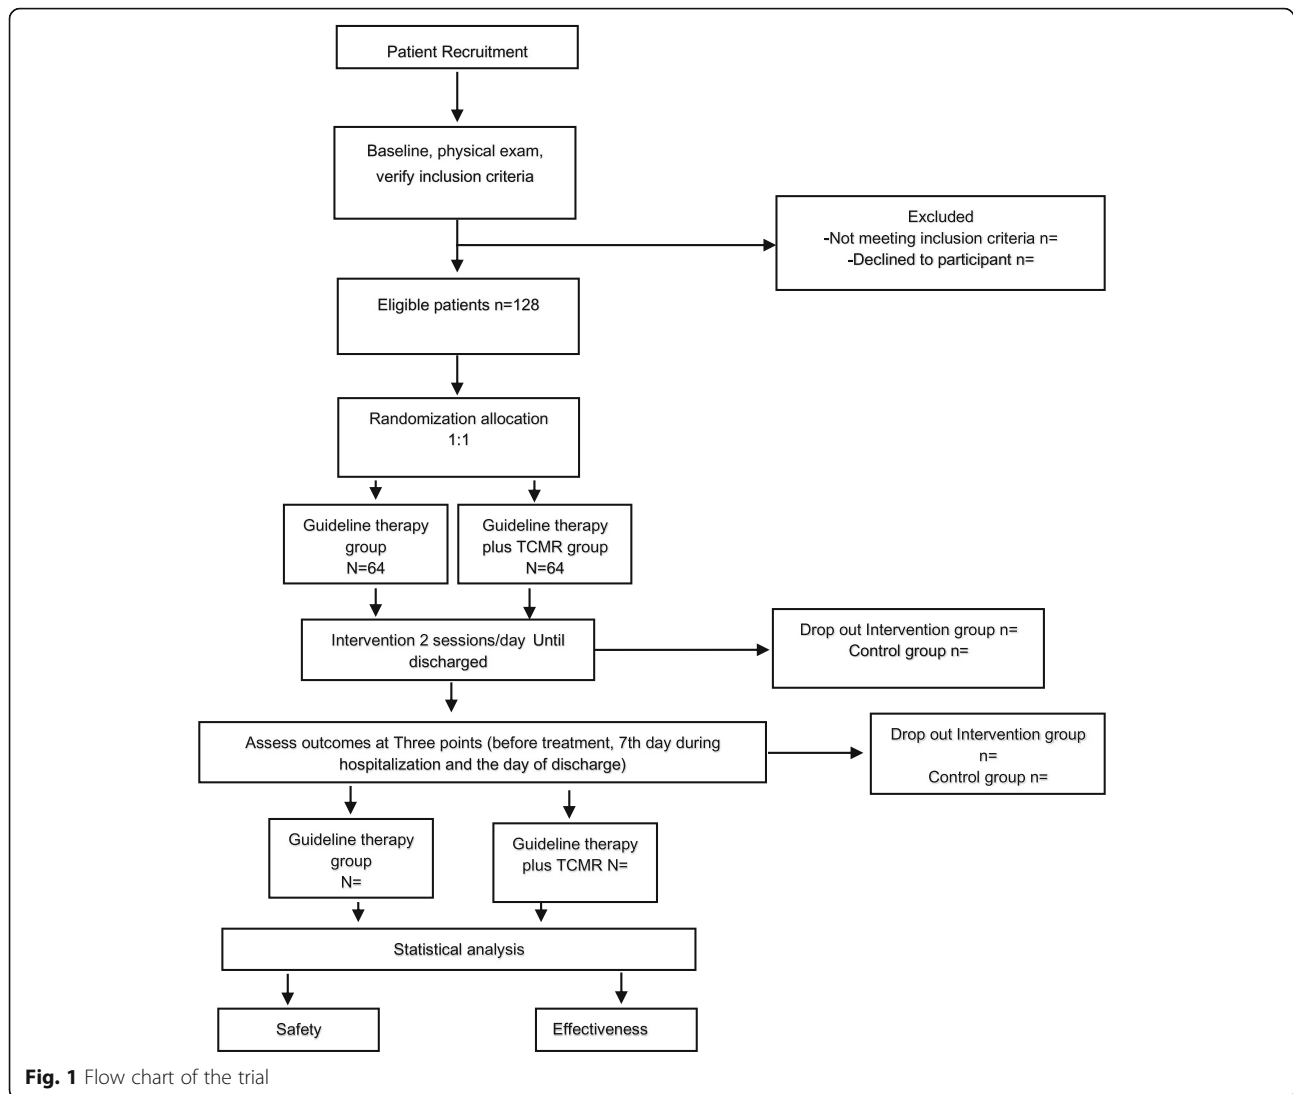 Patient Recruitment
Baseline, physical exam,
verify inclusion criteria
Excluded
-Not meeting inclusion criteria n=
-Declined to participant n=
Eligible patients n=128
Randomization allocation
1:1
Guideline therapy
group
N=64
Guideline therapy
plus TCMR group
N=64
Intervention 2 sessions/day Until
discharged
Drop out Intervention group n=
Control group n=
Assess outcomes at Three points (before treatment, 7th day during
hospitalization and the day of discharge)
Drop out Intervention group
n=
Control group n=
Guideline therapy
group
N=
Guideline therapy
plus TCMR N=
Statistical analysis
Safety
Effectiveness
Fig. 1 Flow chart of the trial